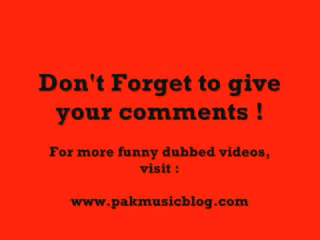 Don't Forget to give
your comments !
For more funny dubbed videos,
visit :
www.pakmusicblog.com